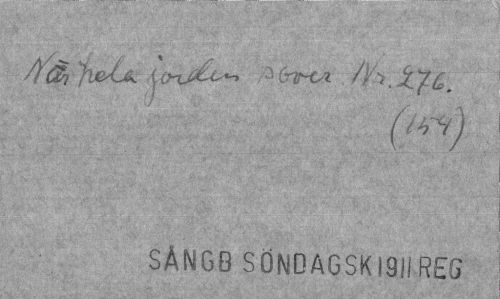 När hela jorden sover Nr. 276.
(154)
SÅNGB SÖNDAGSK 1911 REG